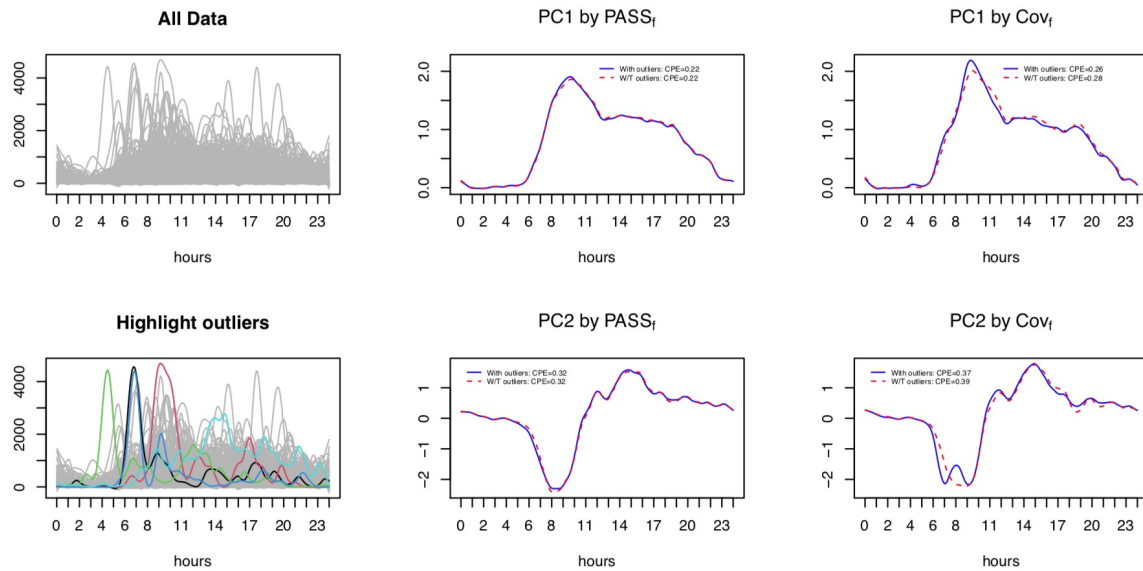 All Data
4000
2000
0
0 2 4 6 8 11 14 17 20 23
hours
PC1 by PASSf
2.0
1.0
0.0
With outliers: CPE=0.22
W/T outliers: CPE=0.22
0 2 4 6 8 11 14 17 20 23
hours
PC1 by Covf
2.0
1.0
0.0
With outliers: CPE=0.26
W/T outliers: CPE=0.28
0 2 4 6 8 11 14 17 20 23
hours
Highlight outliers
4000
2000
0
0 2 4 6 8 11 14 17 20 23
hours
PC2 by PASSf
1
0
−1
−2
With outliers: CPE=0.32
W/T outliers: CPE=0.32
0 2 4 6 8 11 14 17 20 23
hours
PC2 by Covf
1
0
−1
−2
With outliers: CPE=0.37
W/T outliers: CPE=0.39
0 2 4 6 8 11 14 17 20 23
hours